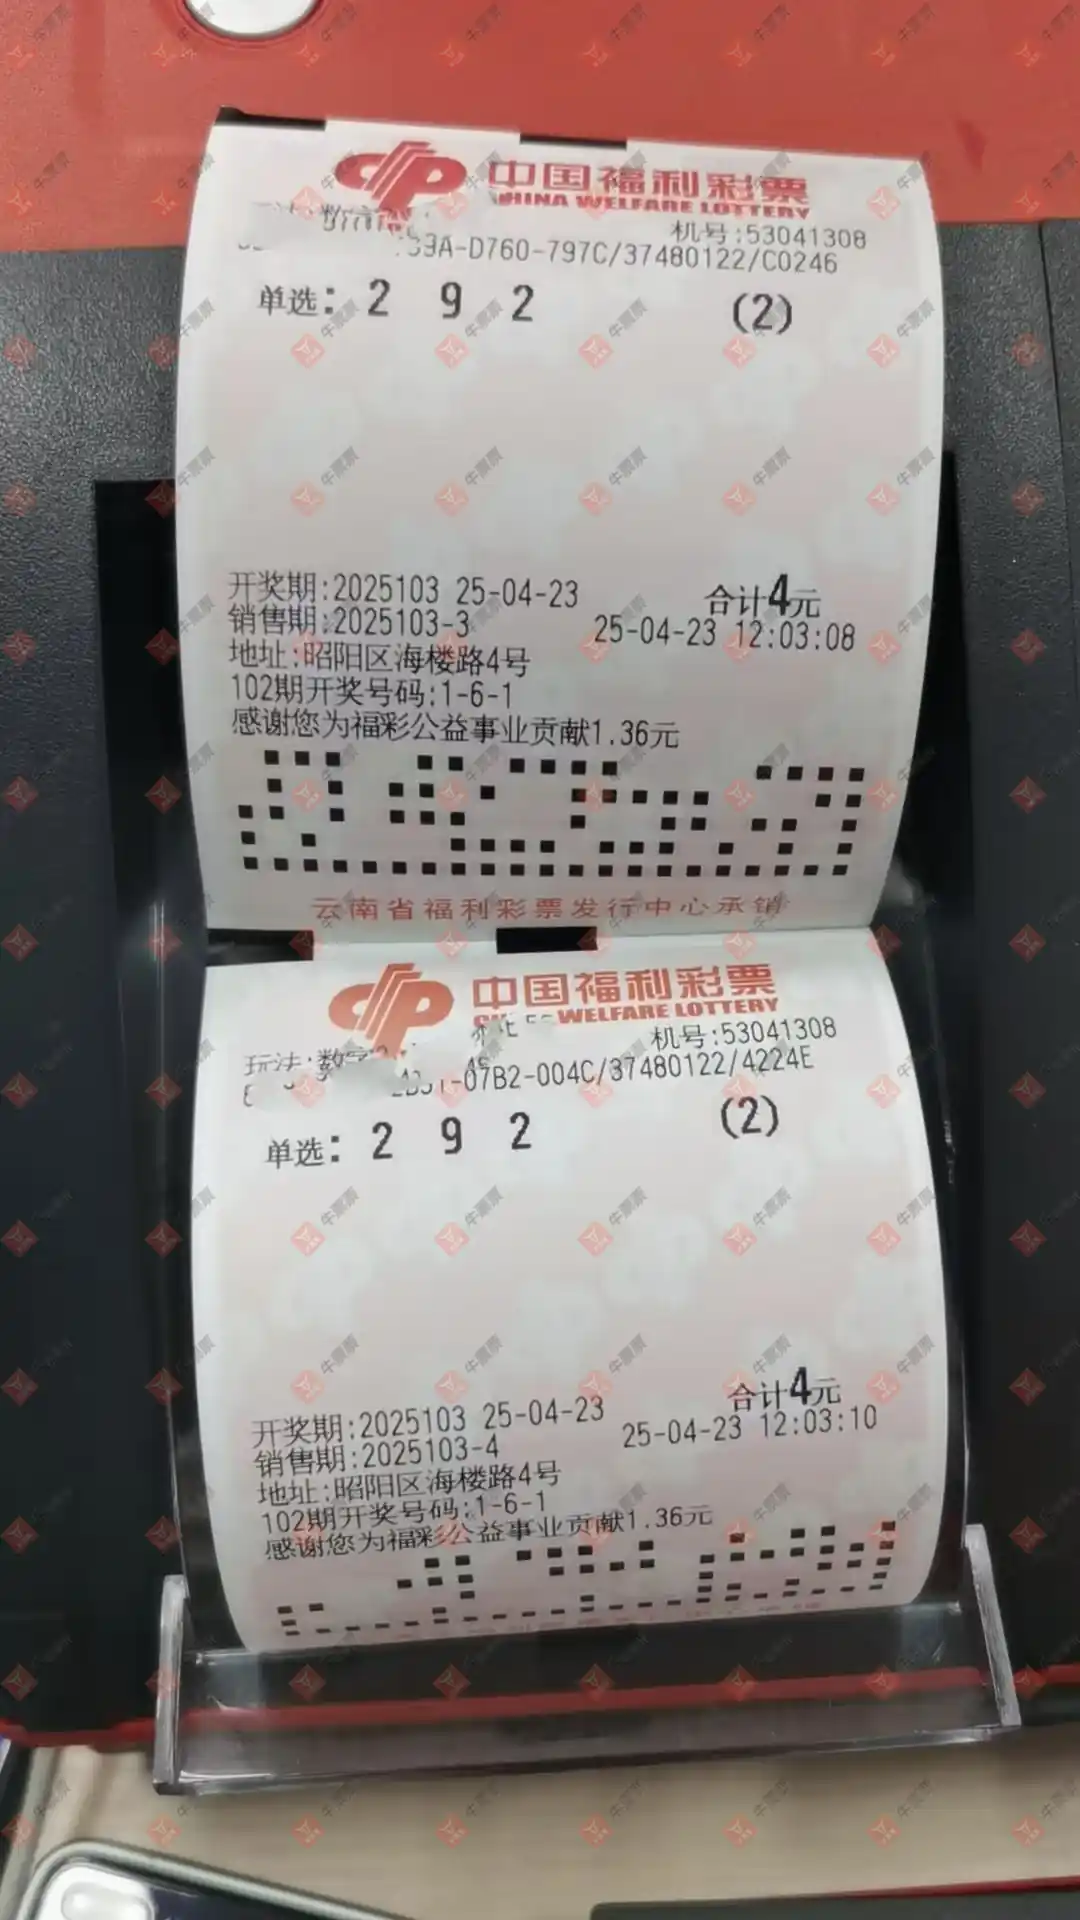 中国福利彩票
CHINA WELFARE LOTTERY
机号:53041308
39A-D760-797C/37480122/C0246
单选: 2 9 2 (2)
开奖期:2025103 25-04-23 合计4元
销售期:2025103-3 25-04-23 12:03:08
地址:昭阳区海楼路4号
102期开奖号码:1-6-1
感谢您为福彩公益事业贡献1.36元
云南省福利彩票发行中心承销
中国福利彩票
WELFARE LOTTERY
玩法:数字 机号:53041308
-07B2-004C/37480122/4224E
单选: 2 9 2 (2)
合计4元
开奖期:2025103 25-04-23
销售期:2025103-4 25-04-23 12:03:10
地址:昭阳区海楼路4号
102期开奖号码:1-6-1
感谢您为福彩公益事业贡献1.36元
牛票票